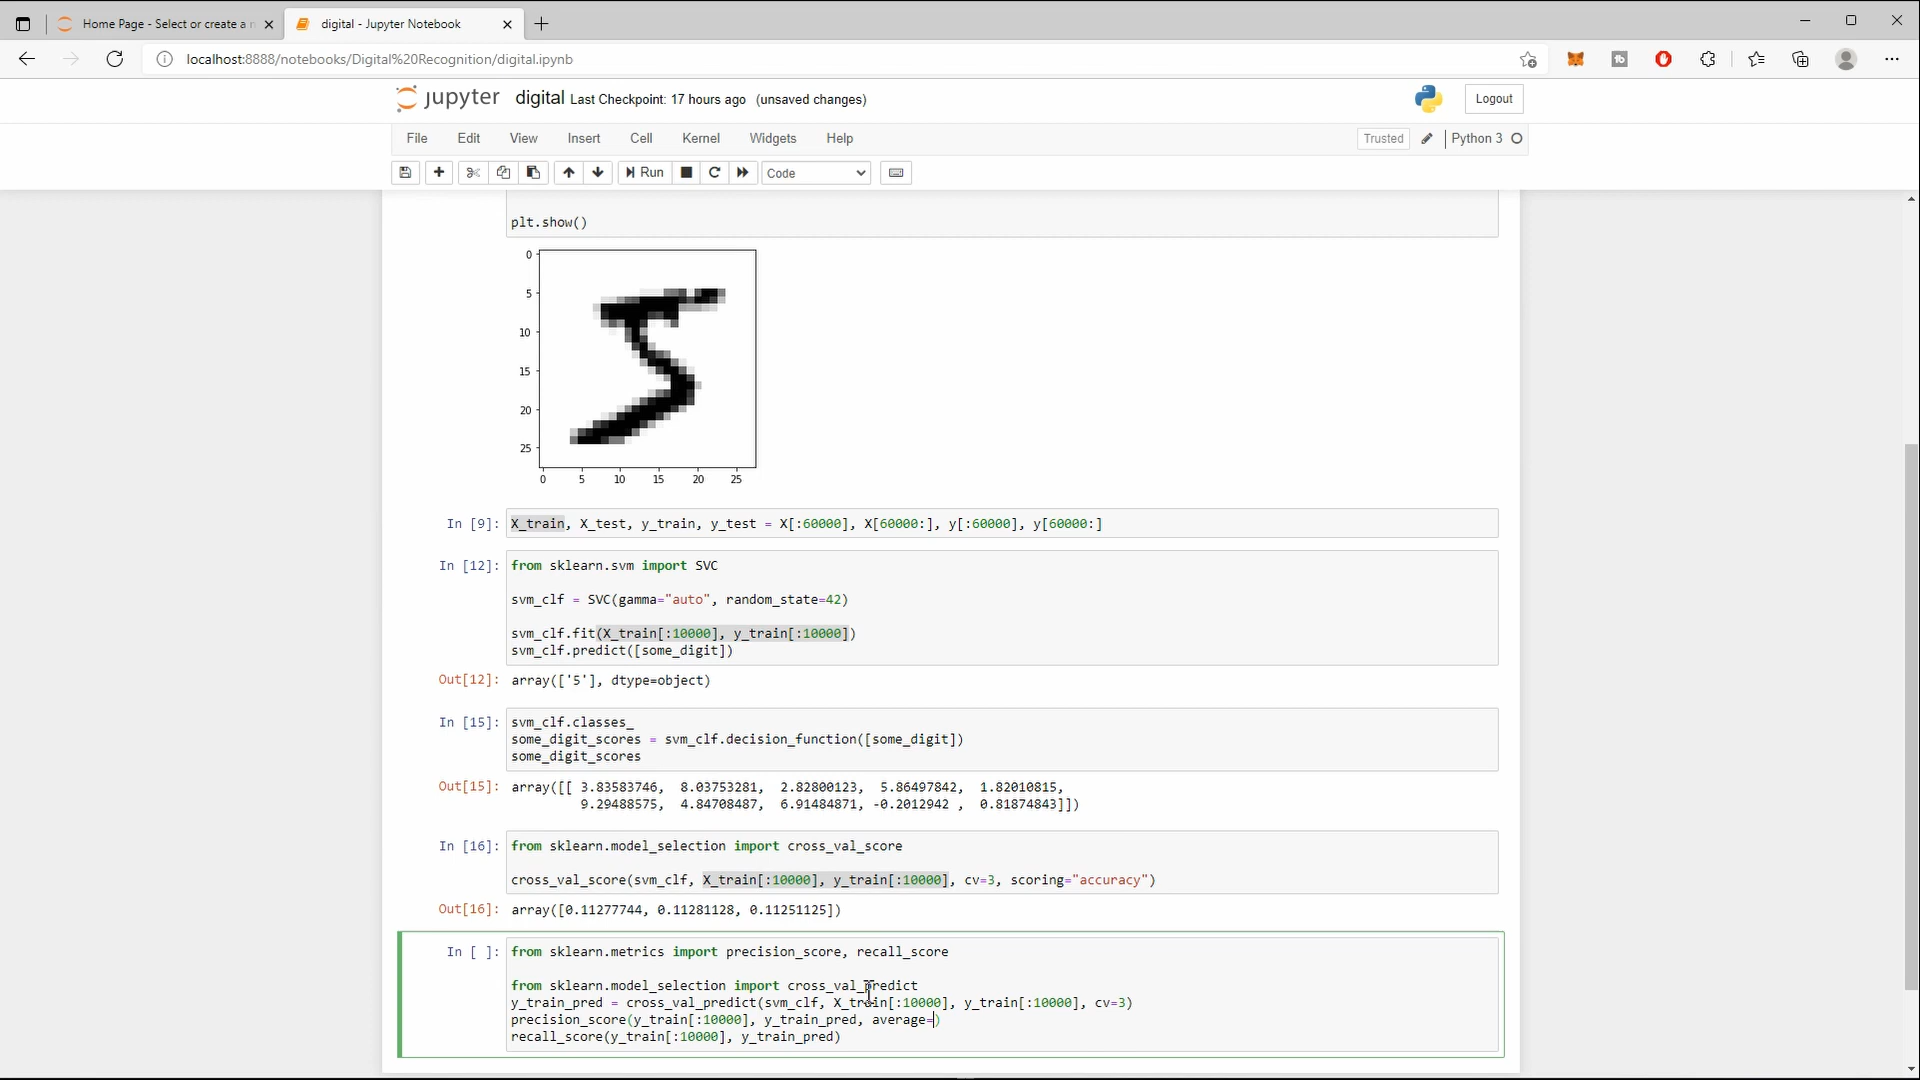 Home Page - Select or create a n
digital - Jupyter Notebook
localhost:8888/notebooks/Digital%20Recognition/digital.ipynb
jupyter digital Last Checkpoint: 17 hours ago (unsaved changes)
Logout
File Edit View Insert Cell Kernel Widgets Help
Trusted
Python 3
Run
Code
plt.show()
0
5
10
15
20
25
0 5 10 15 20 25
In [9]: X_train, X_test, y_train, y_test = X[:60000], X[60000:], y[:60000], y[60000:]
In [12]: from sklearn.svm import SVC
svm_clf = SVC(gamma="auto", random_state=42)
svm_clf.fit(X_train[:10000], y_train[:10000])
svm_clf.predict([some_digit])
Out[12]: array(['5'], dtype=object)
In [15]: svm_clf.classes_
some_digit_scores = svm_clf.decision_function([some_digit])
some_digit_scores
Out[15]: array([[ 3.83583746, 8.03753281, 2.82800123, 5.86497842, 1.82010815,
9.29488575, 4.84708487, 6.91484871, -0.2012942 , 0.81874843]])
In [16]: from sklearn.model_selection import cross_val_score
cross_val_score(svm_clf, X_train[:10000], y_train[:10000], cv=3, scoring="accuracy")
Out[16]: array([0.11277744, 0.11281128, 0.11251125])
In [ ]: from sklearn.metrics import precision_score, recall_score
from sklearn.model_selection import cross_val_predict
y_train_pred = cross_val_predict(svm_clf, X_train[:10000], y_train[:10000], cv=3)
precision_score(y_train[:10000], y_train_pred, average=)
recall_score(y_train[:10000], y_train_pred)